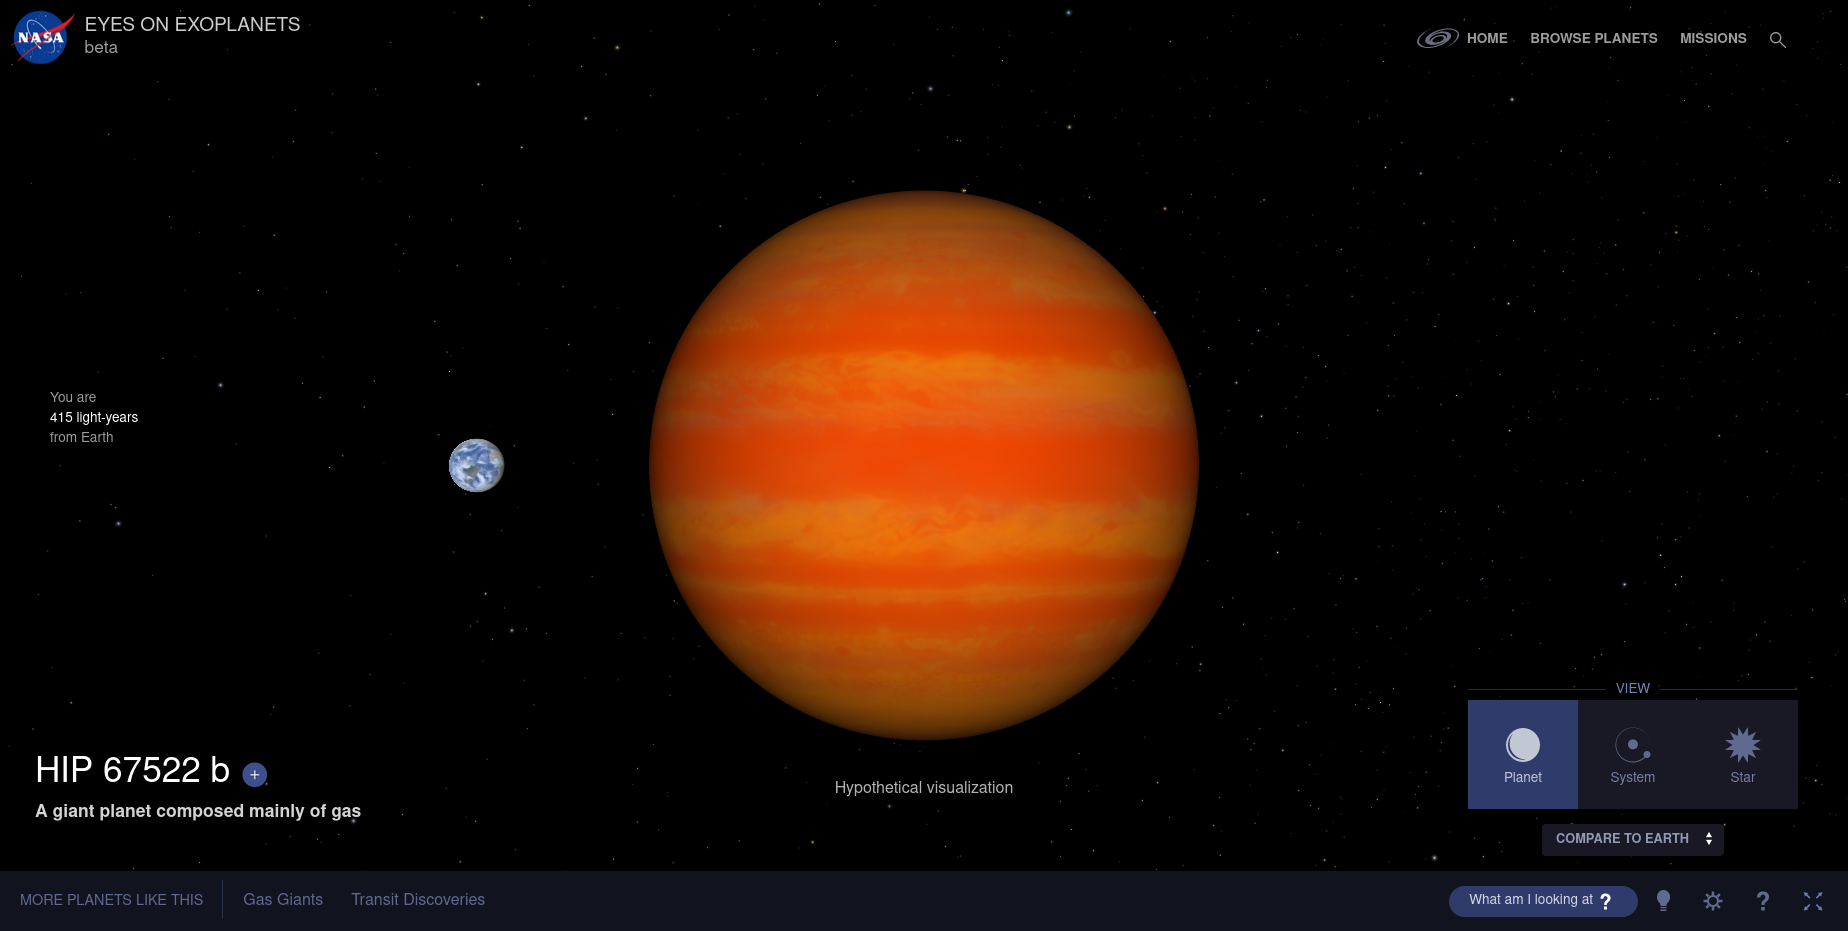 NASA
EYES ON EXOPLANETS
beta
HOME
BROWSE PLANETS
MISSIONS
You are
415 light-years
from Earth
HIP 67522 b +
A giant planet composed mainly of gas
Hypothetical visualization
VIEW
Planet
System
Star
COMPARE TO EARTH
MORE PLANETS LIKE THIS
Gas Giants
Transit Discoveries
What am I looking at ?
?